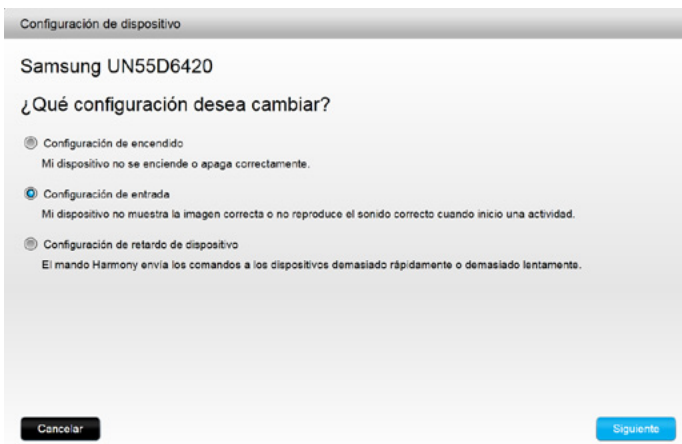 Configuración de dispositivo
Samsung UN55D6420
¿Qué configuración desea cambiar?
Configuración de encendido
Mi dispositivo no se enciende o apaga correctamente.
Configuración de entrada
Mi dispositivo no muestra la imagen correcta o no reproduce el sonido correcto cuando inicio una actividad.
Configuración de retardo de dispositivo
El mando Harmony envía los comandos a los dispositivos demasiado rápidamente o demasiado lentamente.
Cancelar
Siguiente